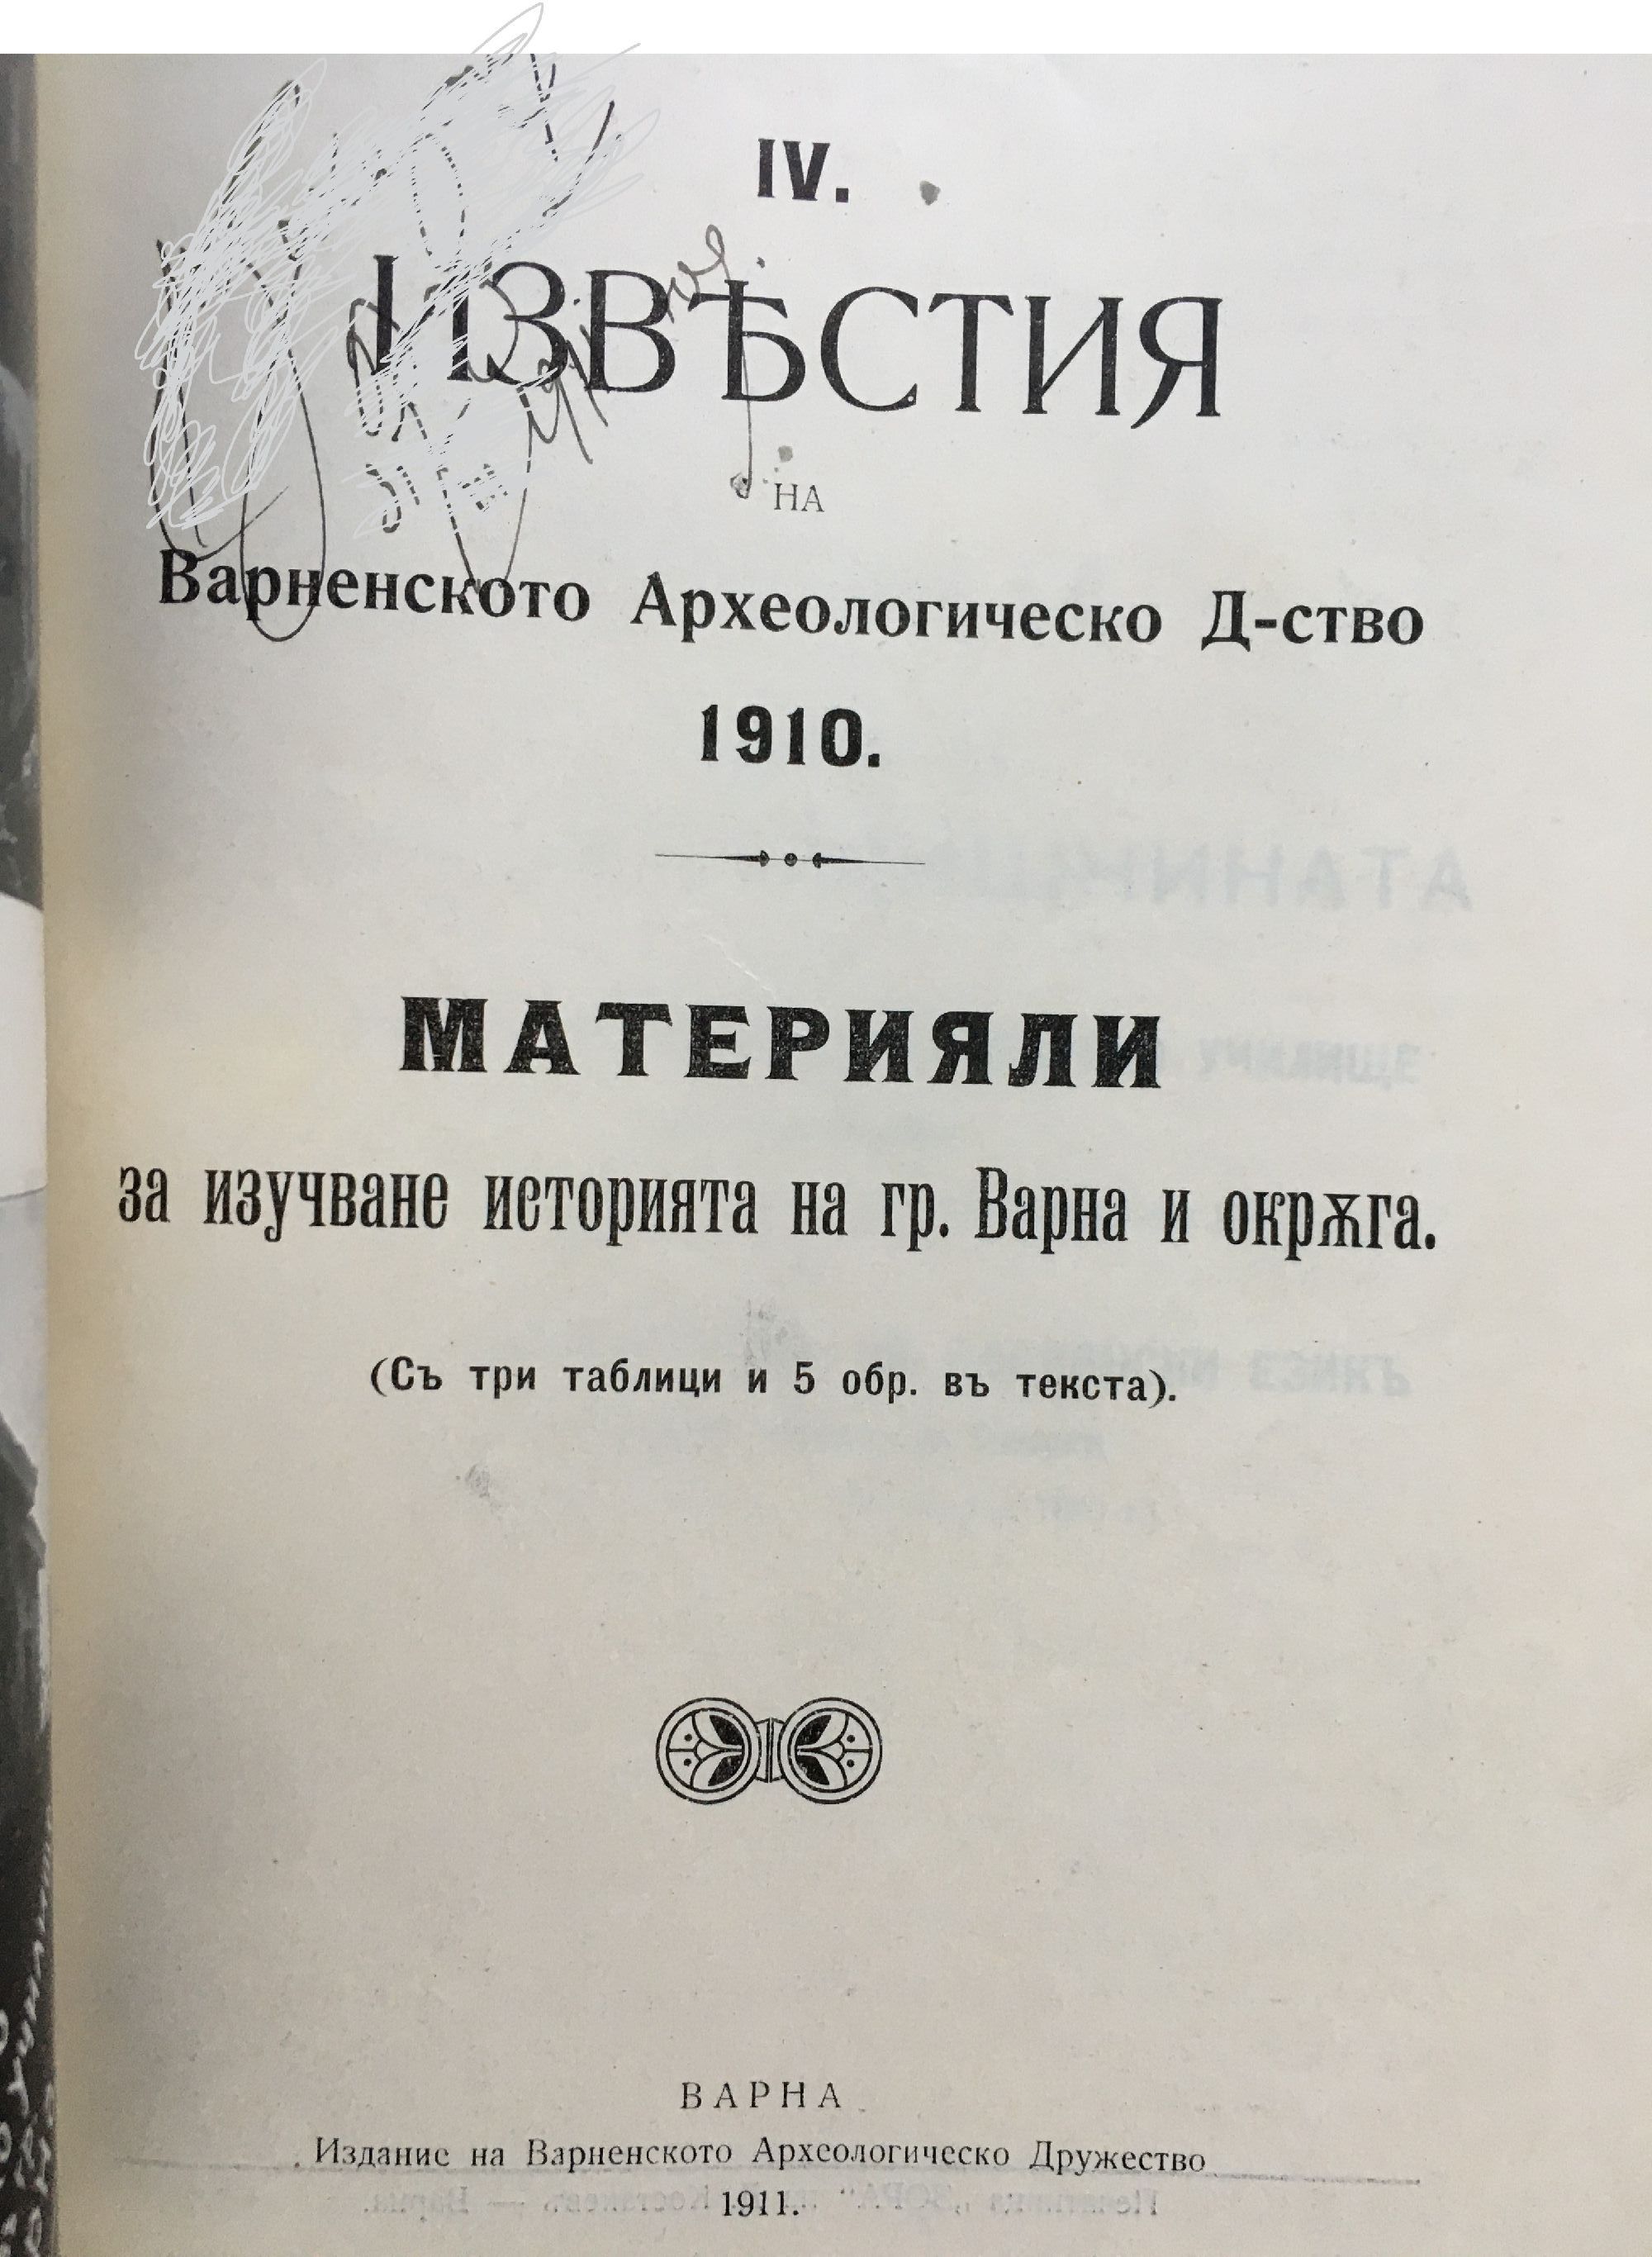 IV.
ИЗВѢСТИЯ
НА
Варненското Археологическо Д-ство
1910.
МАТЕРИЯЛИ
за изучване историята на гр. Варна и окрѫга.
(Съ три таблици и 5 обр. въ текста).
ВАРНА
Издание на Варненското Археологическо Дружество
1911.